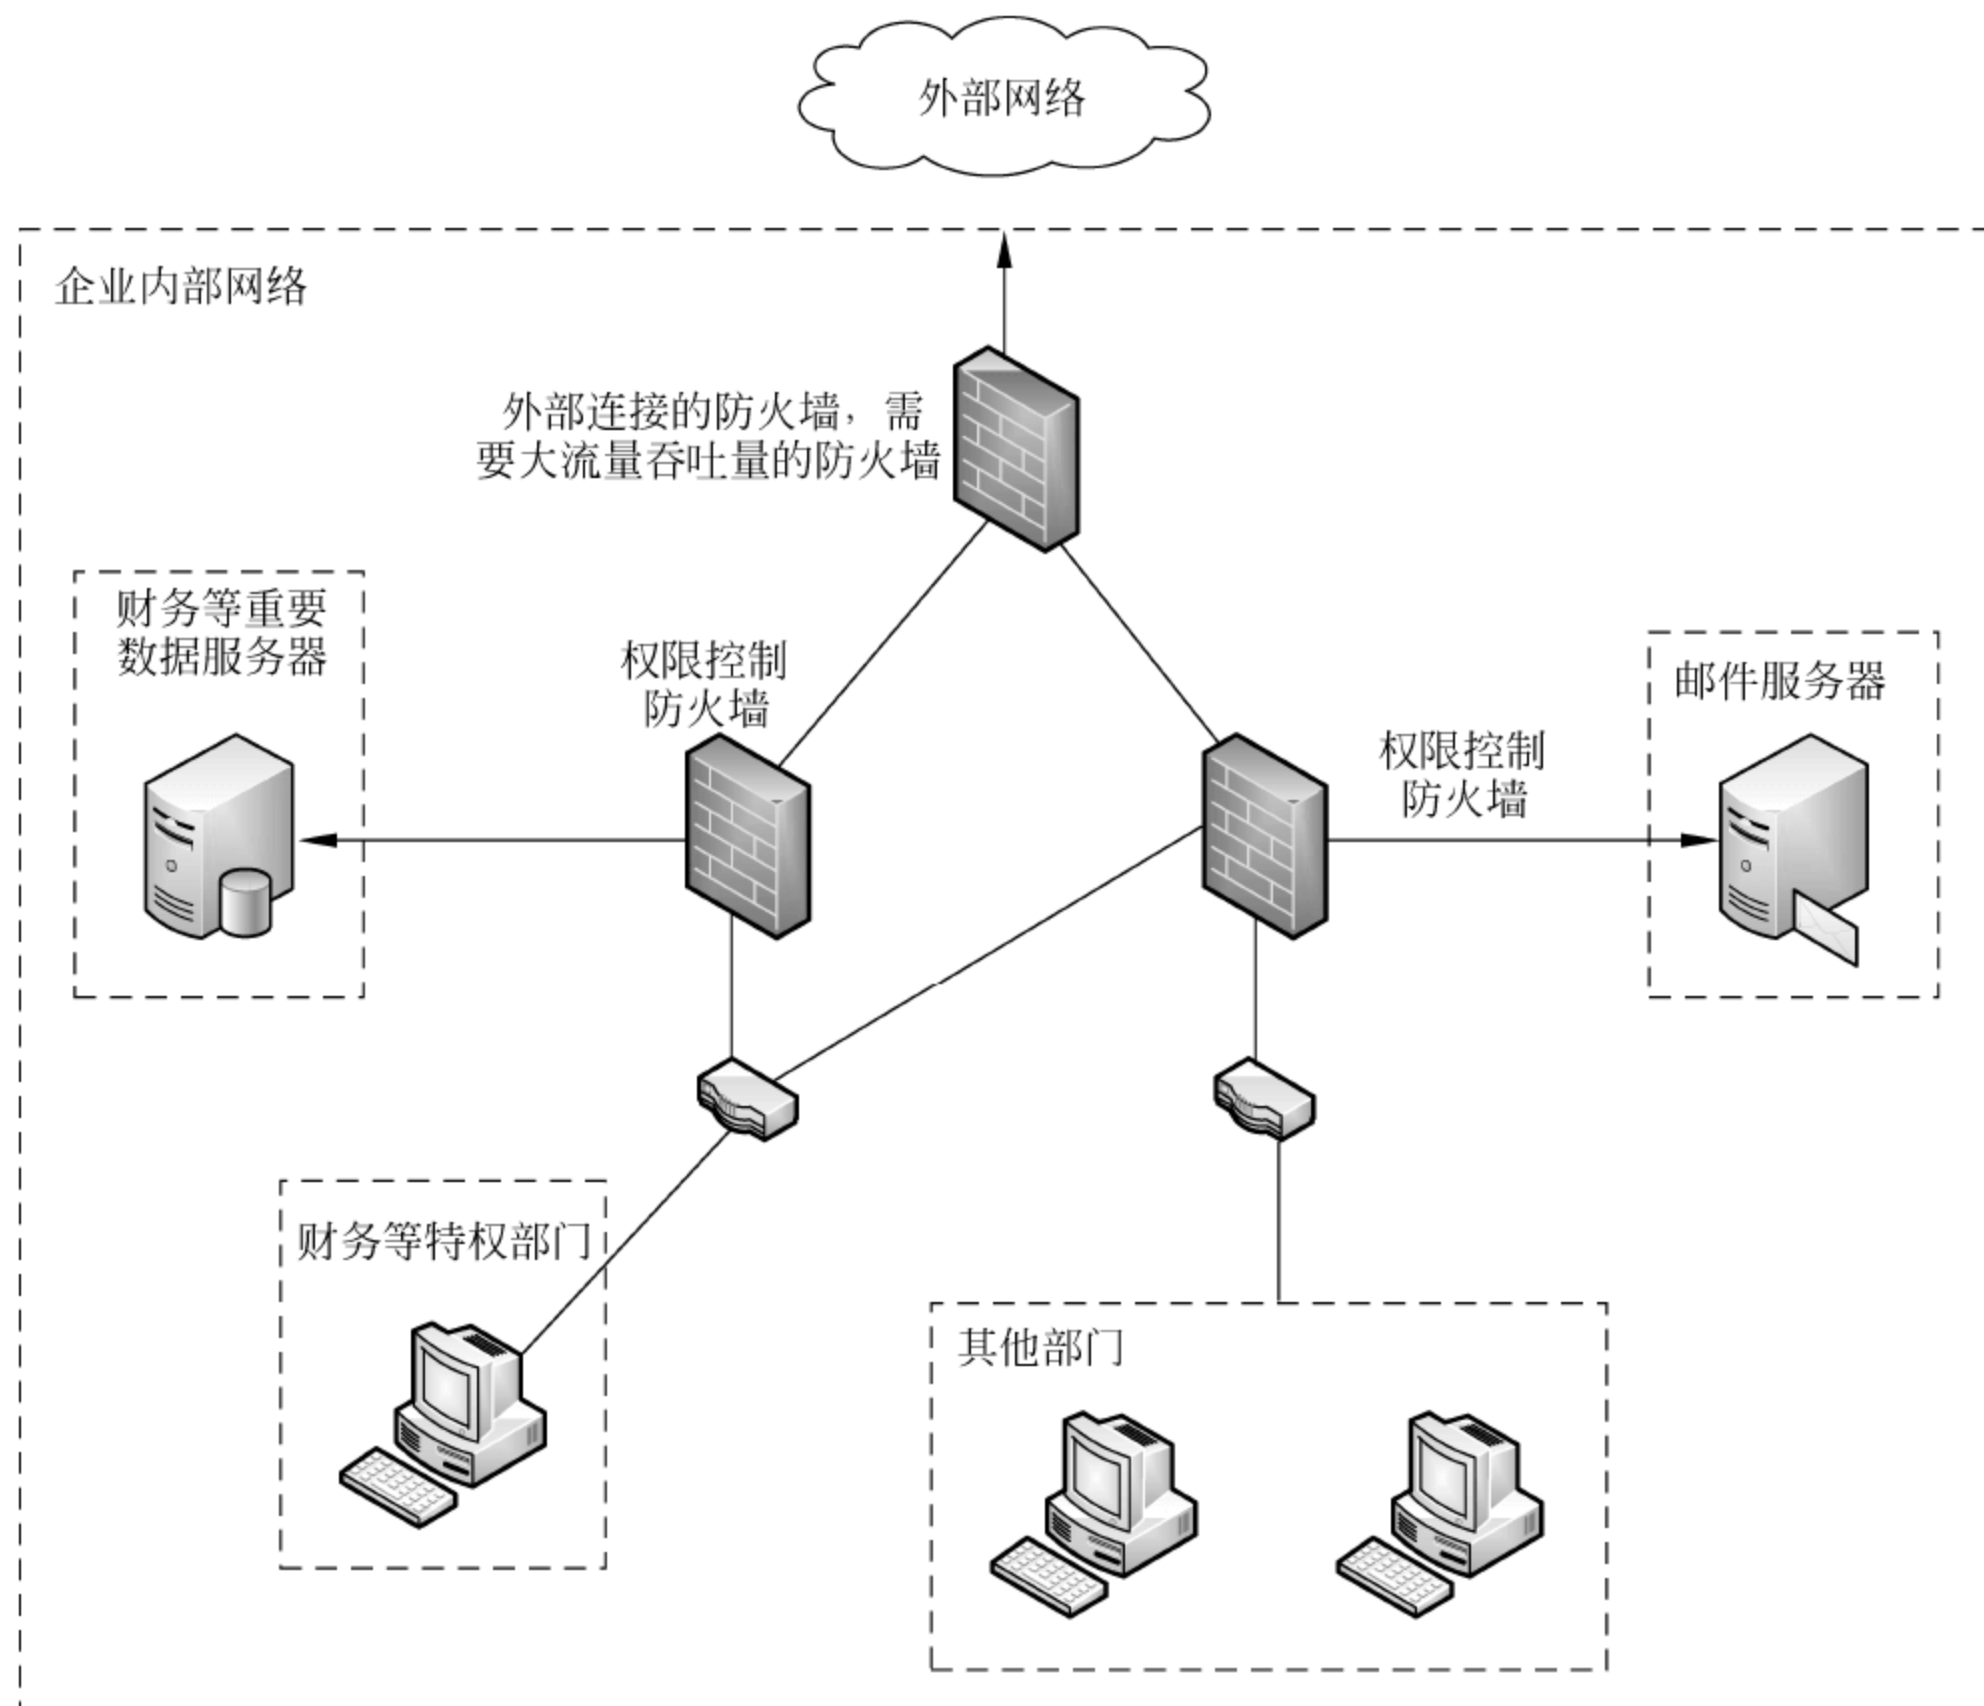 外部网络
企业内部网络
外部连接的防火墙，需
要大流量吞吐量的防火墙
财务等重要
数据服务器
权限控制
防火墙
邮件服务器
权限控制
防火墙
财务等特权部门
其他部门